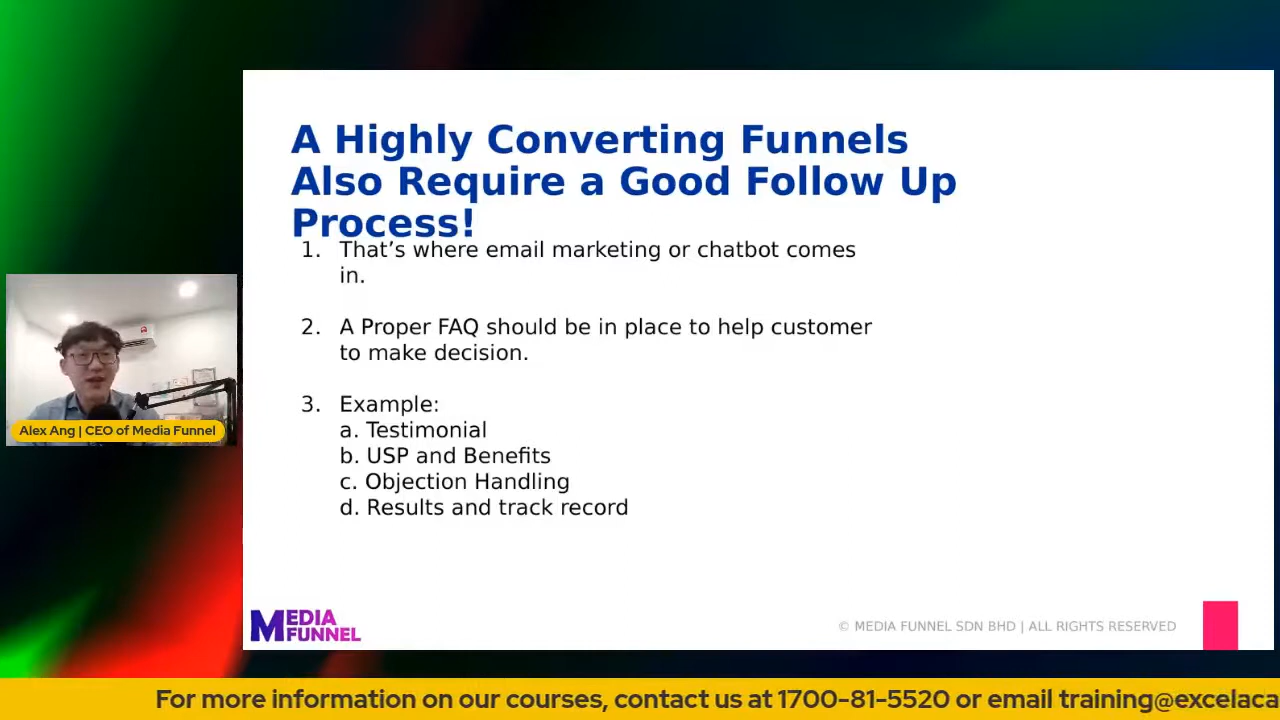 A Highly Converting Funnels
Also Require a Good Follow Up
Process!
1. That’s where email marketing or chatbot comes
in.
2. A Proper FAQ should be in place to help customer
to make decision.
3. Example:
a. Testimonial
b. USP and Benefits
c. Objection Handling
d. Results and track record
Alex Ang | CEO of Media Funnel
MEDIA
FUNNEL
© MEDIA FUNNEL SDN BHD | ALL RIGHTS RESERVED
For more information on our courses, contact us at 1700-81-5520 or email training@excelaca